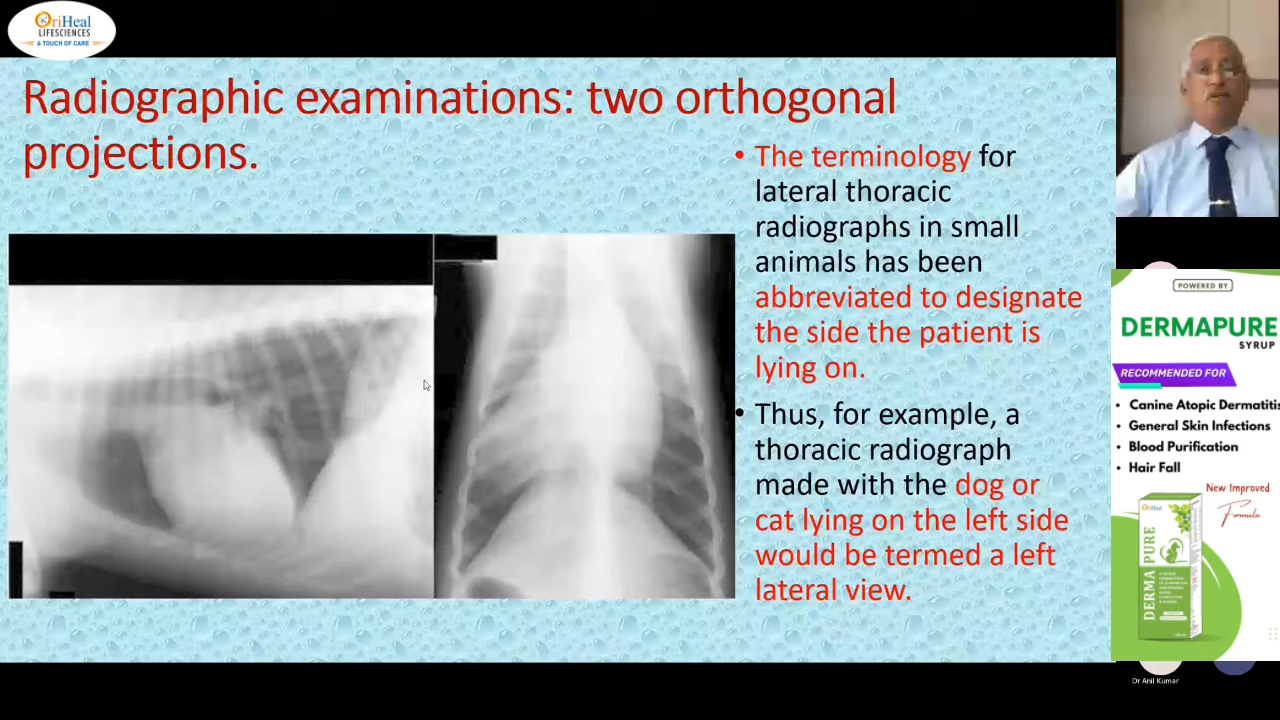 OriHeal
LIFESCIENCES
A TOUCH OF CARE
Radiographic examinations: two orthogonal
projections.
• The terminology for
lateral thoracic
radiographs in small
animals has been
abbreviated to designate
the side the patient is
lying on.
• Thus, for example, a
thoracic radiograph
made with the dog or
cat lying on the left side
would be termed a left
lateral view.
POWERED BY
DERMAPURE
SYRUP
RECOMMENDED FOR
• Canine Atopic Dermatitis
• General Skin Infections
• Blood Purification
• Hair Fall
New Improved
Formula
OriHeal
DERMA PURE
Dr Anil Kumar